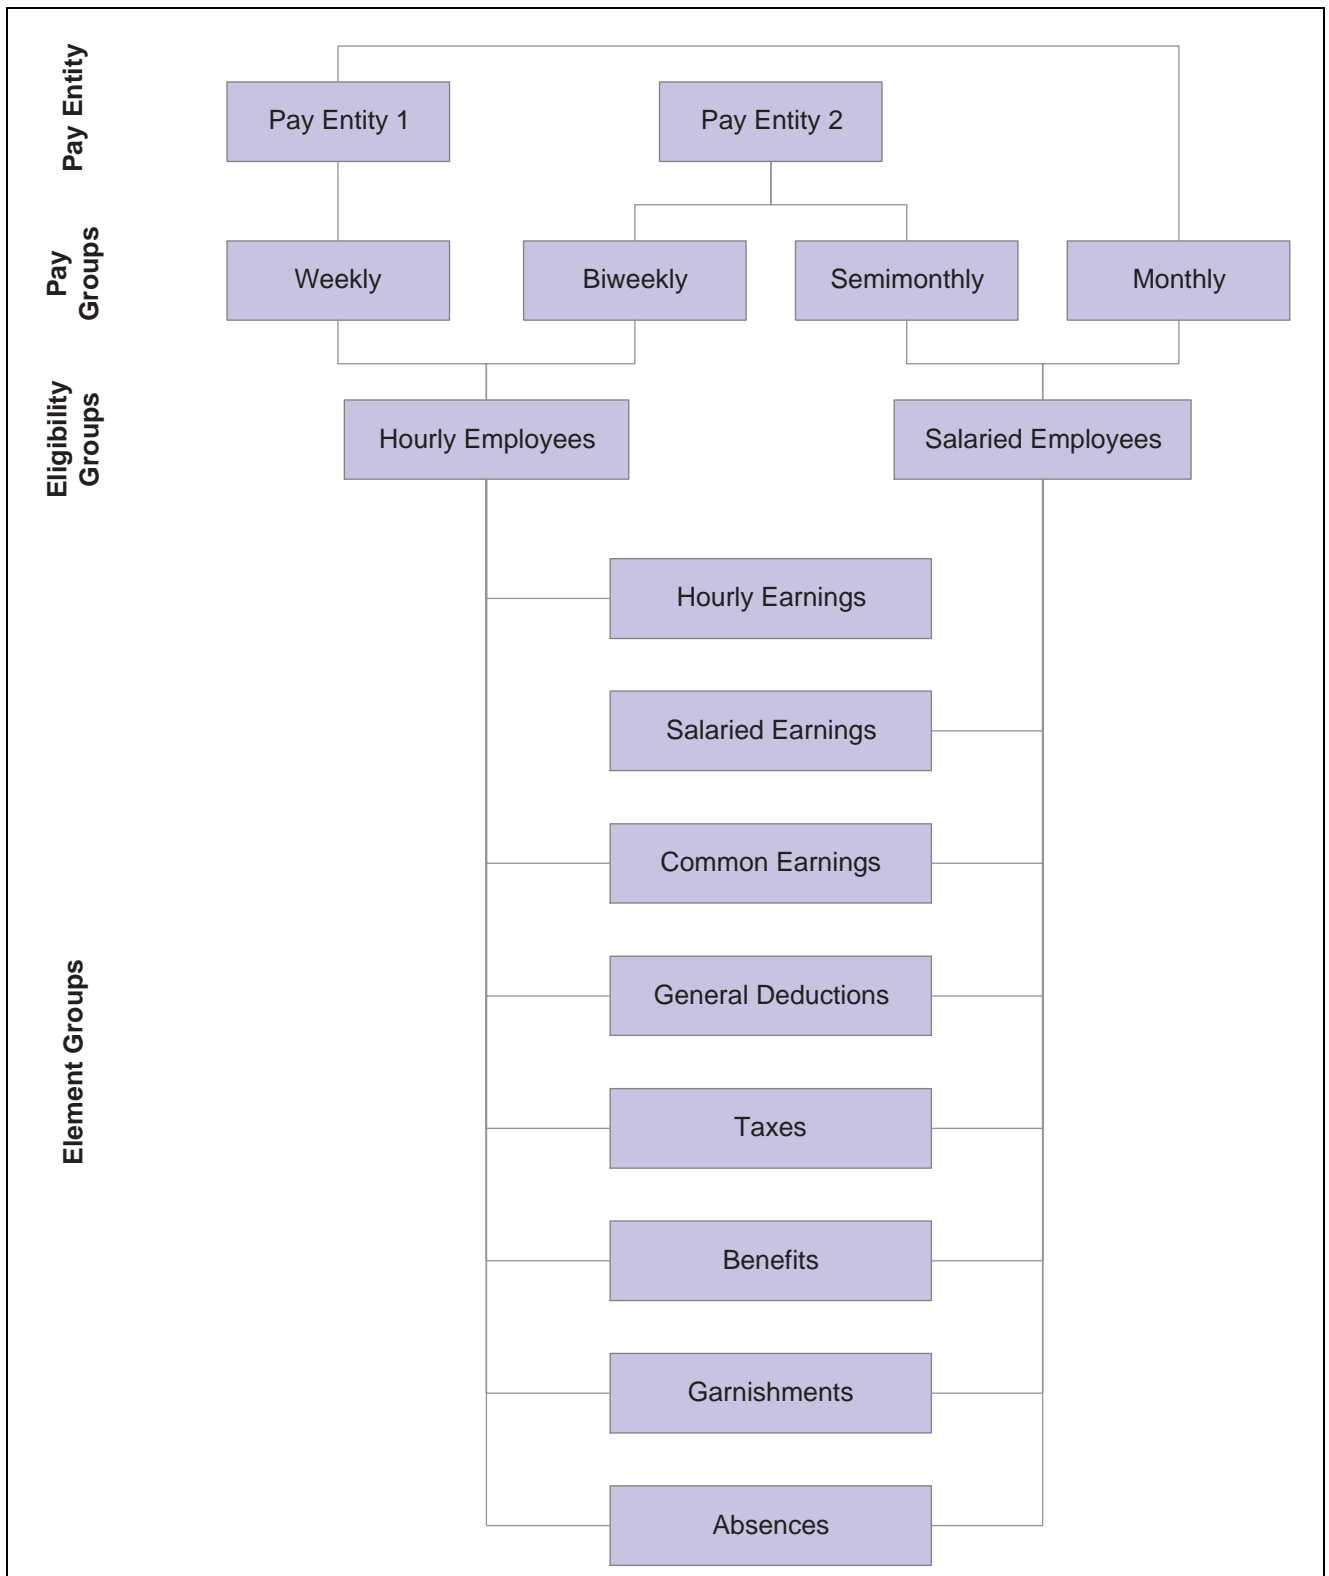 Pay Entity
Pay Entity 1
Pay Entity 2
Pay
Groups
Weekly
Biweekly
Semimonthly
Monthly
Eligibility
Groups
Hourly Employees
Salaried Employees
Element Groups
Hourly Earnings
Salaried Earnings
Common Earnings
General Deductions
Taxes
Benefits
Garnishments
Absences